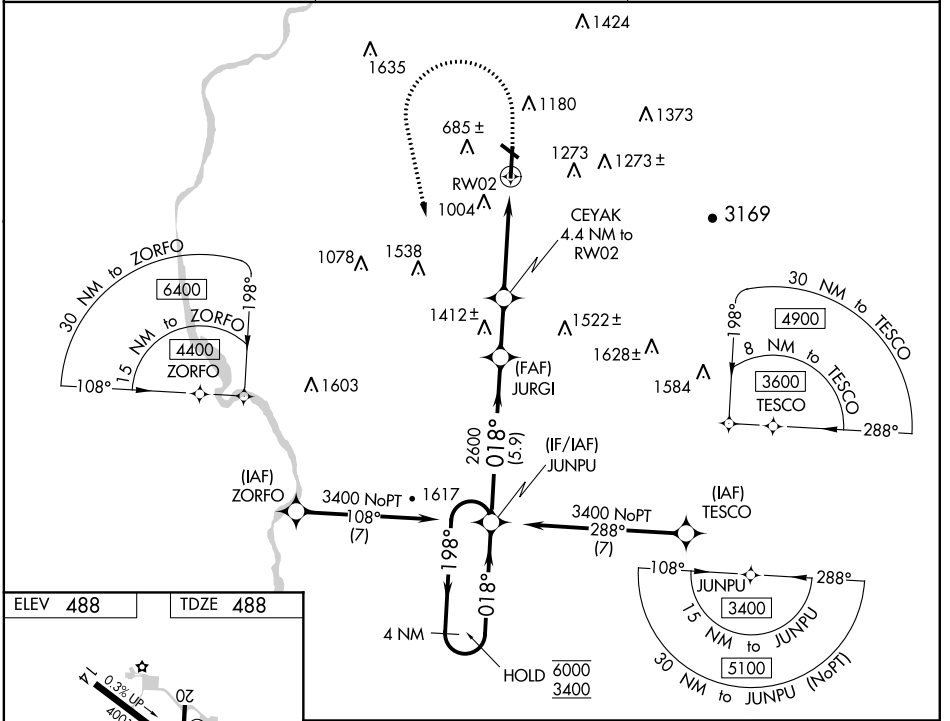 1424
1635
1180
1373
685 ±
1273
1273 ±
RW02
1004
CEYAK
4.4 NM to
RW02
3169
1078
1538
30 NM to ZORFO
6400
198°
15 NM to ZORFO
4400
ZORFO
108°
1412 ±
1522 ±
1628 ±
1584
1603
(FAF)
JURGI
30 NM to TESCO
4900
198°
8 NM to TESCO
3600
TESCO
288°
2600
018°
(5.9)
(IF/IAF)
JUNPU
(IAF)
ZORFO
3400 NoPT
108°
(7)
1617
3400 NoPT
288°
(7)
(IAF)
TESCO
198°
018°
4 NM
HOLD
6000
3400
108°
JUNPU
288°
3400
15 NM to JUNPU
5100
30 NM to JUNPU (NoPT)
ELEV 488
TDZE 488
14
0.3% UP
20